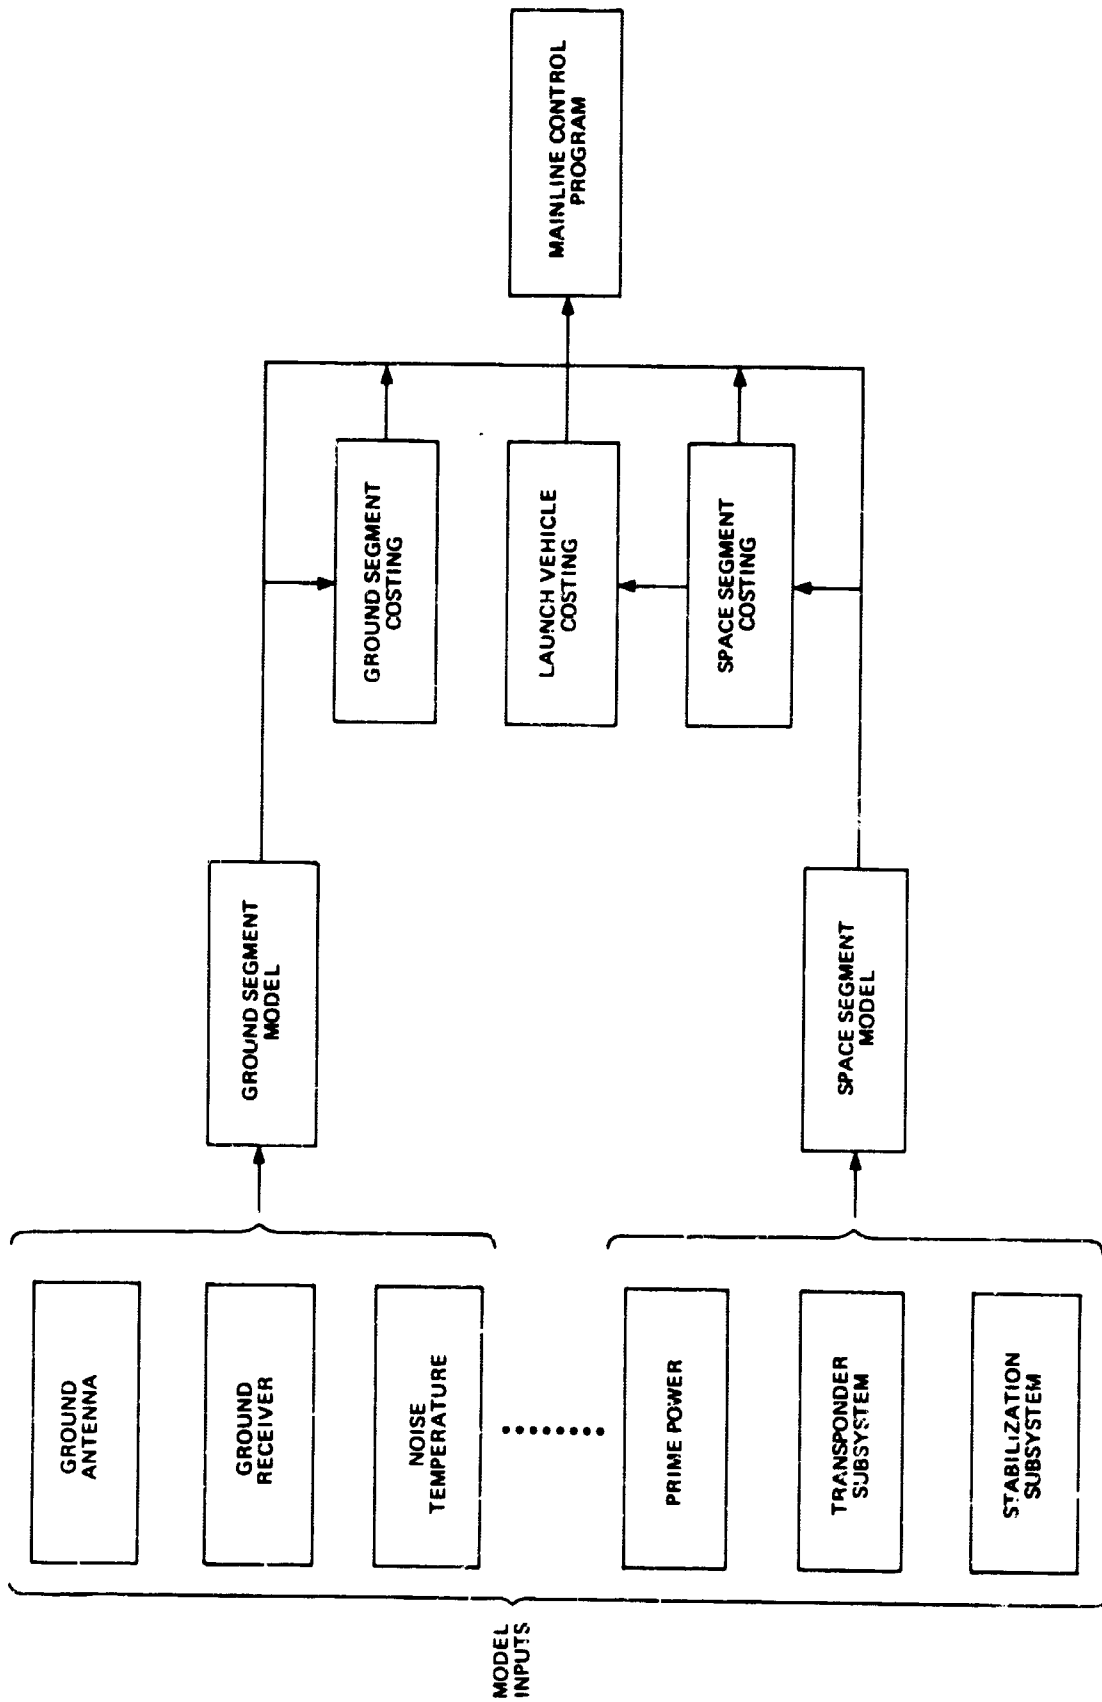 MODEL
INPUTS
GROUND
ANTENNA
GROUND
RECEIVER
NOISE
TEMPERATURE
PRIME POWER
TRANSPONDER
SUBSYSTEM
STABILIZATION
SUBSYSTEM
GROUND SEGMENT
MODEL
SPACE SEGMENT
MODEL
GROUND SEGMENT
COSTING
LAUNCH VEHICLE
COSTING
SPACE SEGMENT
COSTING
MAINLINE CONTROL
PROGRAM